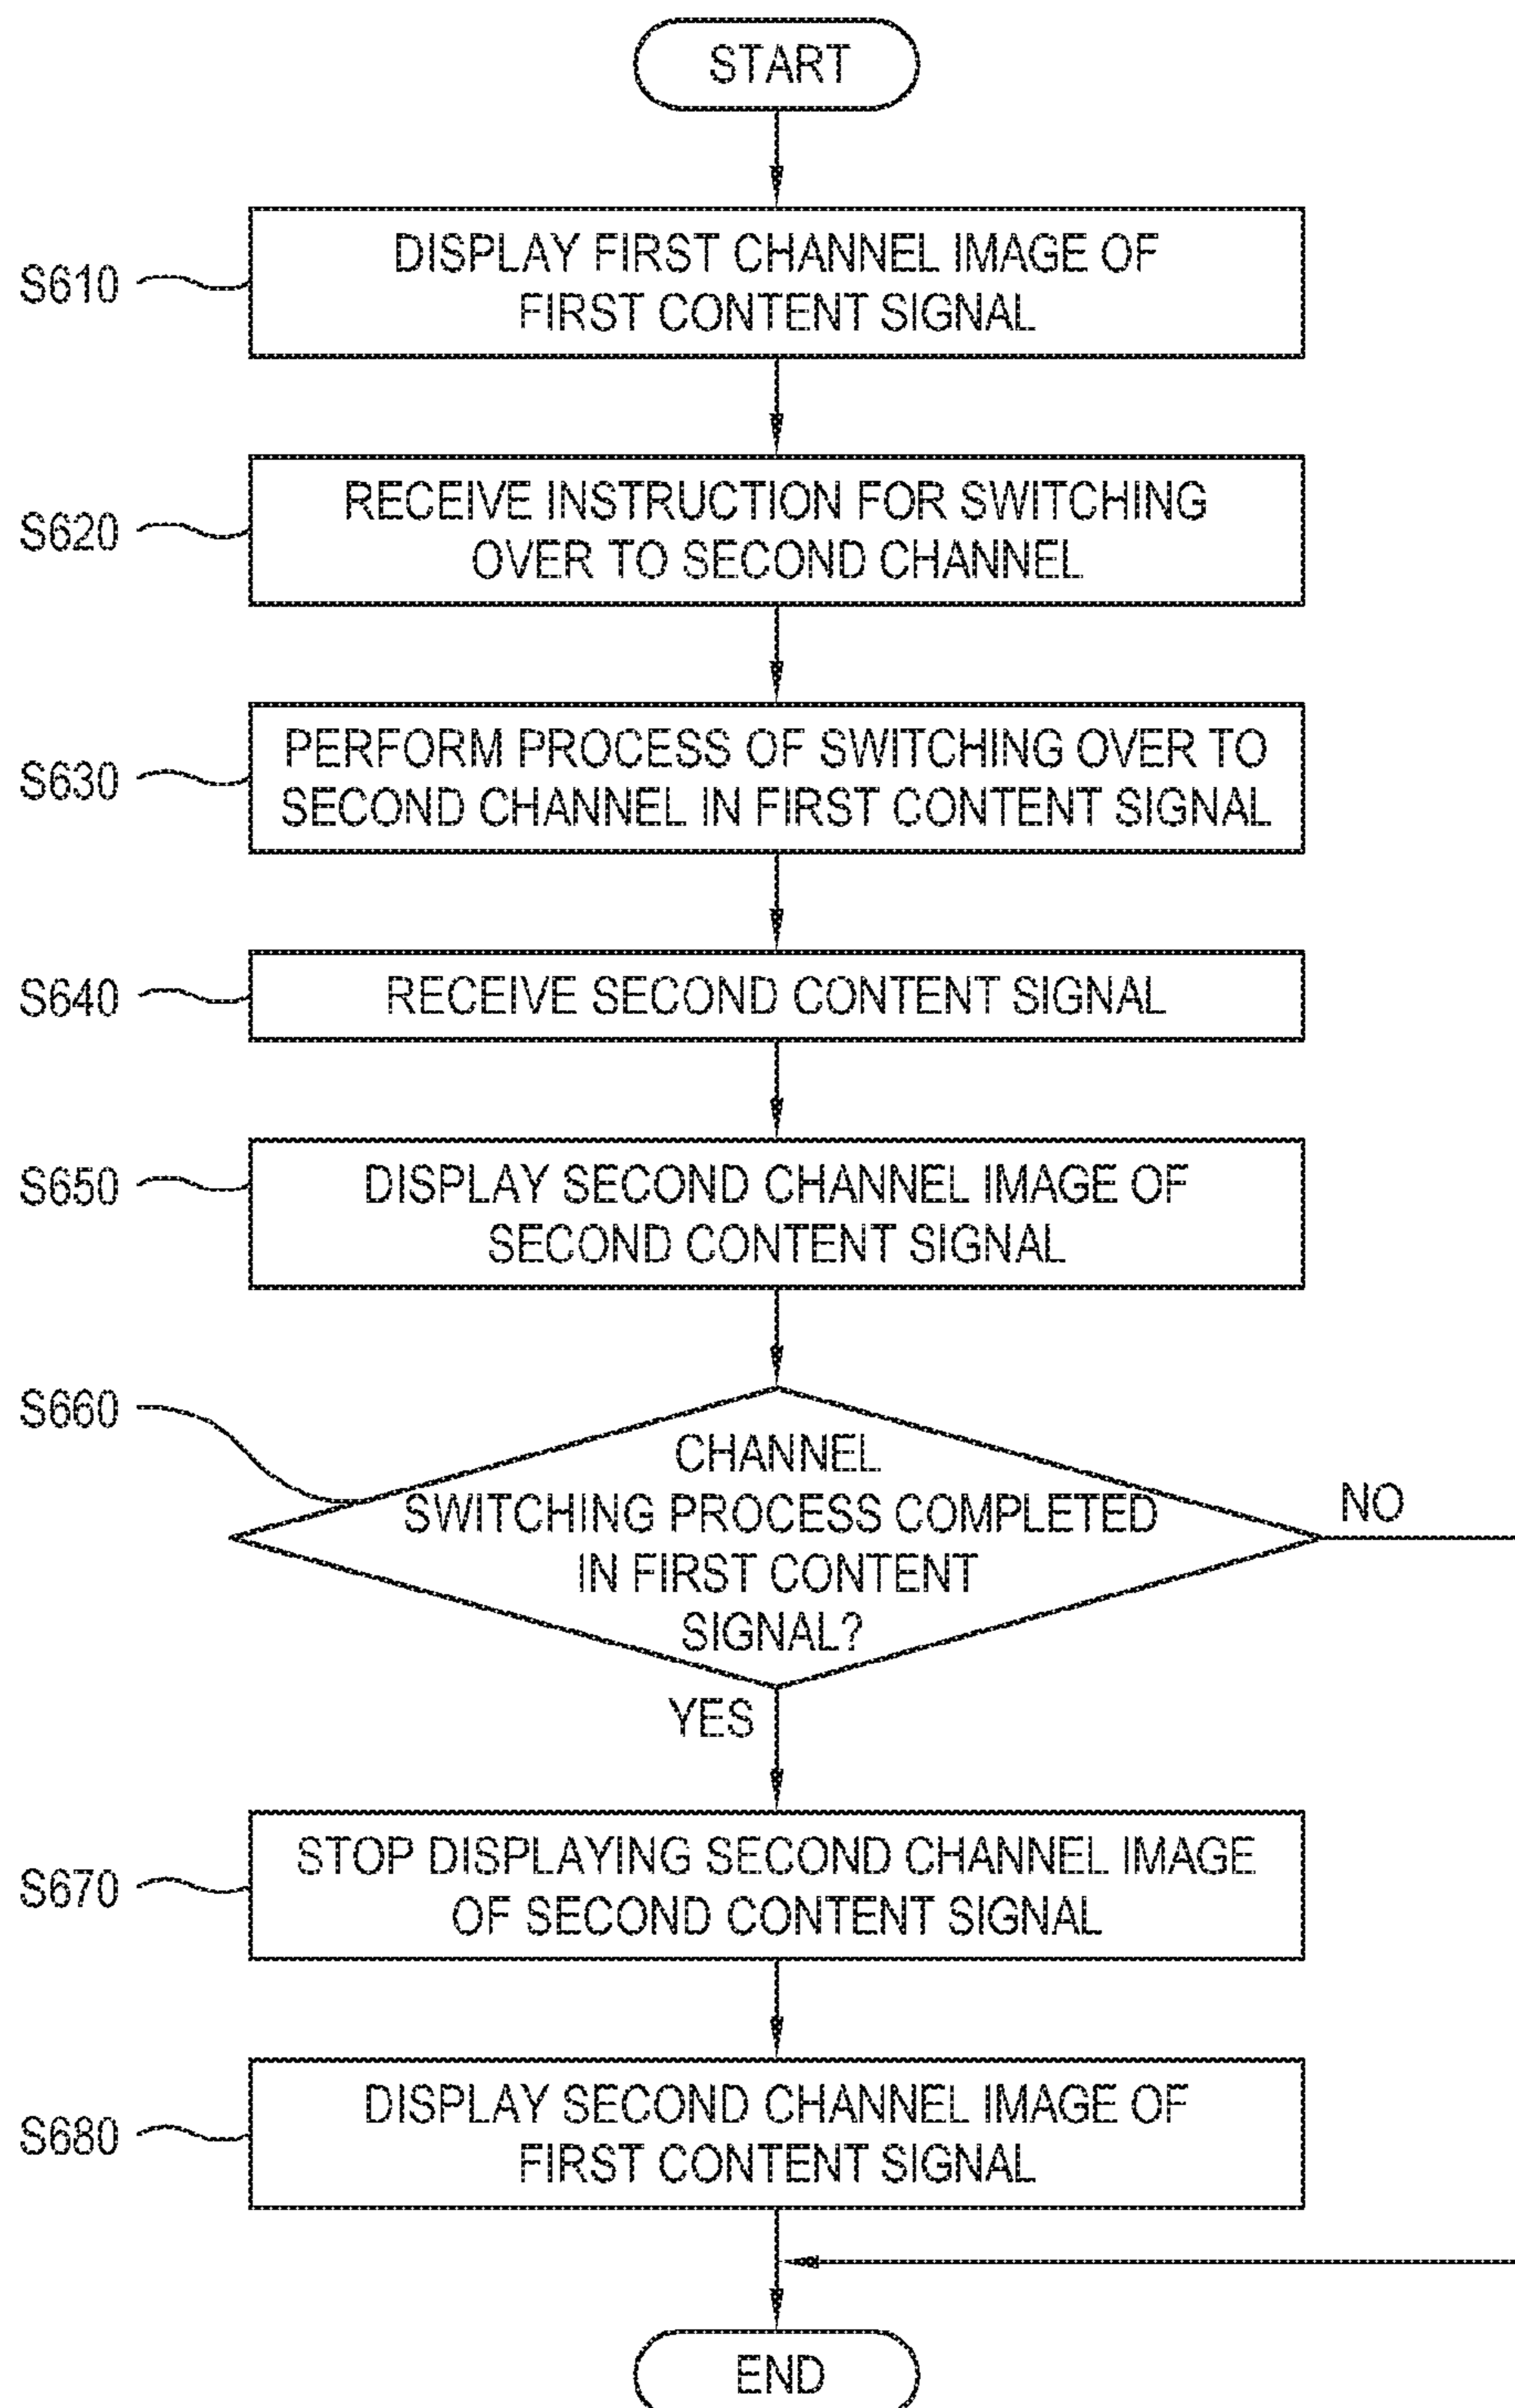 START
S610
DISPLAY FIRST CHANNEL IMAGE OF
FIRST CONTENT SIGNAL
S620
RECEIVE INSTRUCTION FOR SWITCHING
OVER TO SECOND CHANNEL
S630
PERFORM PROCESS OF SWITCHING OVER TO
SECOND CHANNEL IN FIRST CONTENT SIGNAL
S640
RECEIVE SECOND CONTENT SIGNAL
S650
DISPLAY SECOND CHANNEL IMAGE OF
SECOND CONTENT SIGNAL
S660
CHANNEL
SWITCHING PROCESS COMPLETED
IN FIRST CONTENT
SIGNAL?
NO
YES
S670
STOP DISPLAYING SECOND CHANNEL IMAGE
OF SECOND CONTENT SIGNAL
S680
DISPLAY SECOND CHANNEL IMAGE OF
FIRST CONTENT SIGNAL
END